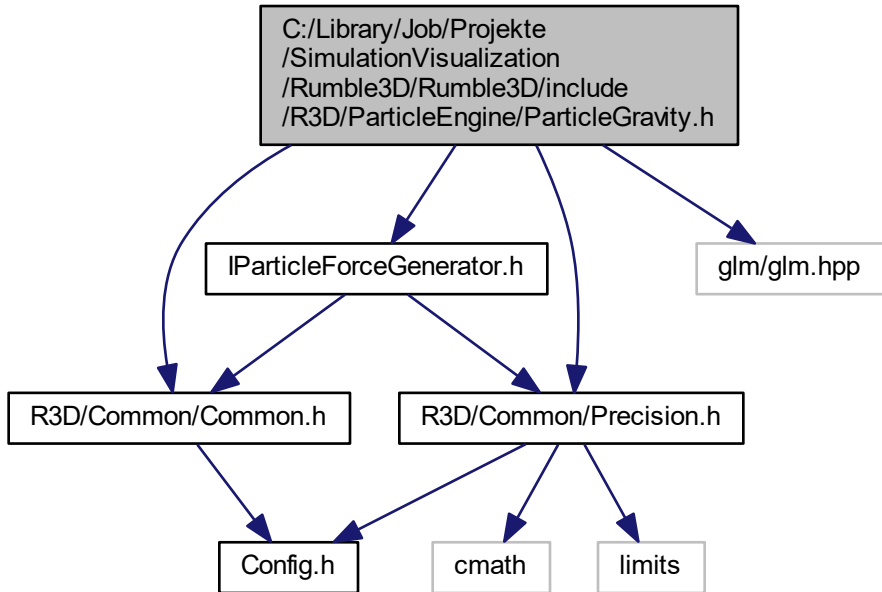 C:/Library/Job/Projekte
/SimulationVisualization
/Rumble3D/Rumble3D/include
/R3D/ParticleEngine/ParticleGravity.h
IParticleForceGenerator.h
glm/glm.hpp
R3D/Common/Common.h
R3D/Common/Precision.h
Config.h
cmath
limits